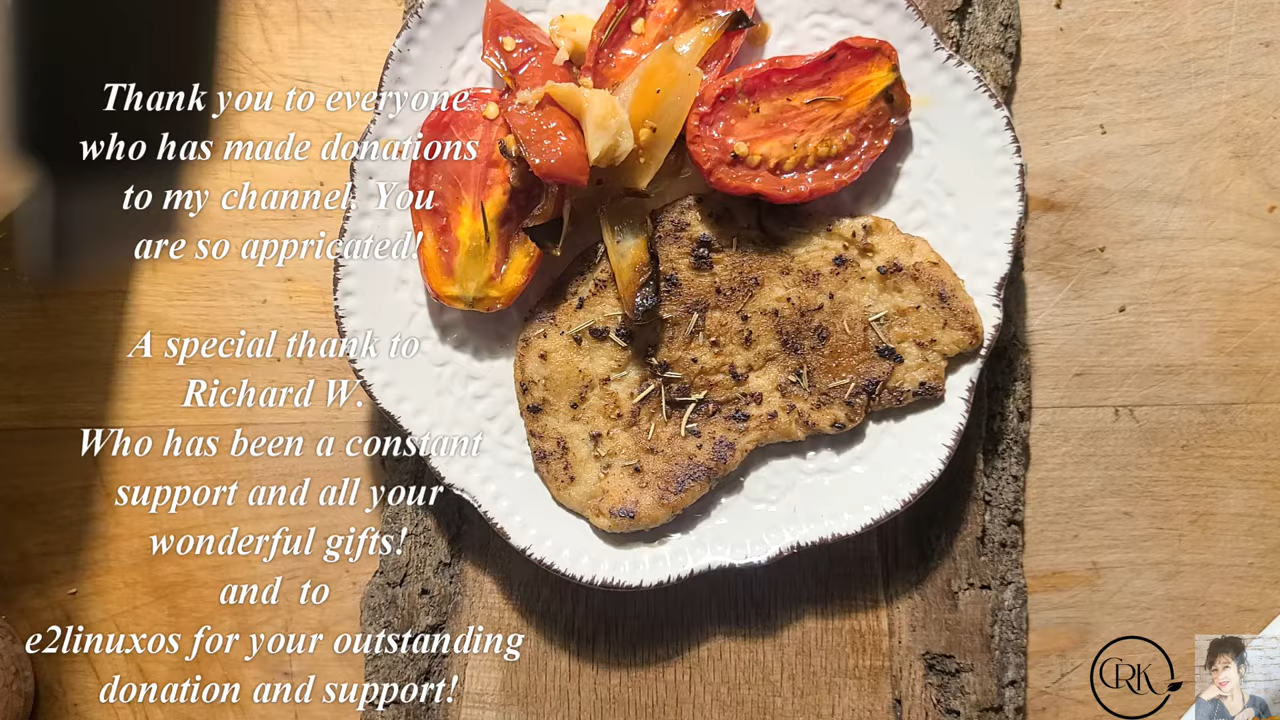 Thank you to everyone
who has made donations
to my channel. You
are so appricated!
A special thank to
Richard W.
Who has been a constant
support and all your
wonderful gifts!
and to
e2linuxos for your outstanding
donation and support!
CRK